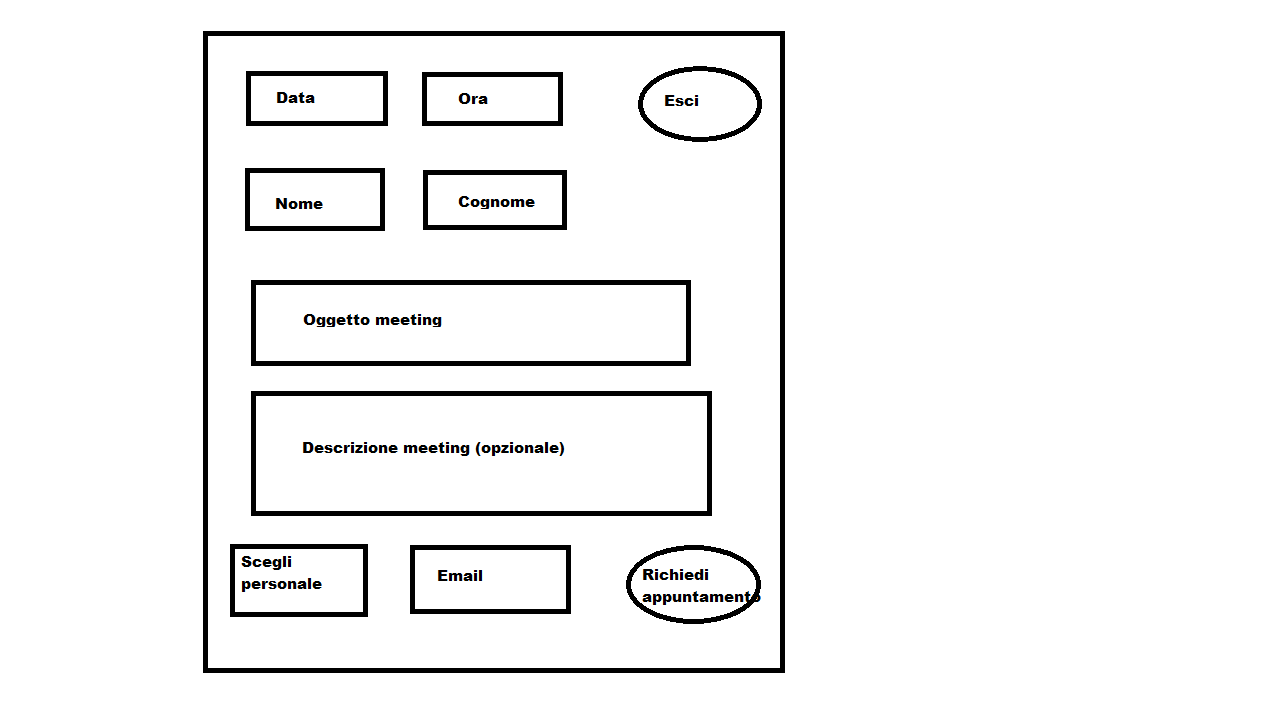 Data
Ora
Esci
Nome
Cognome
Oggetto meeting
Descrizione meeting (opzionale)
Scegli
personale
Email
Richiedi
appuntamento